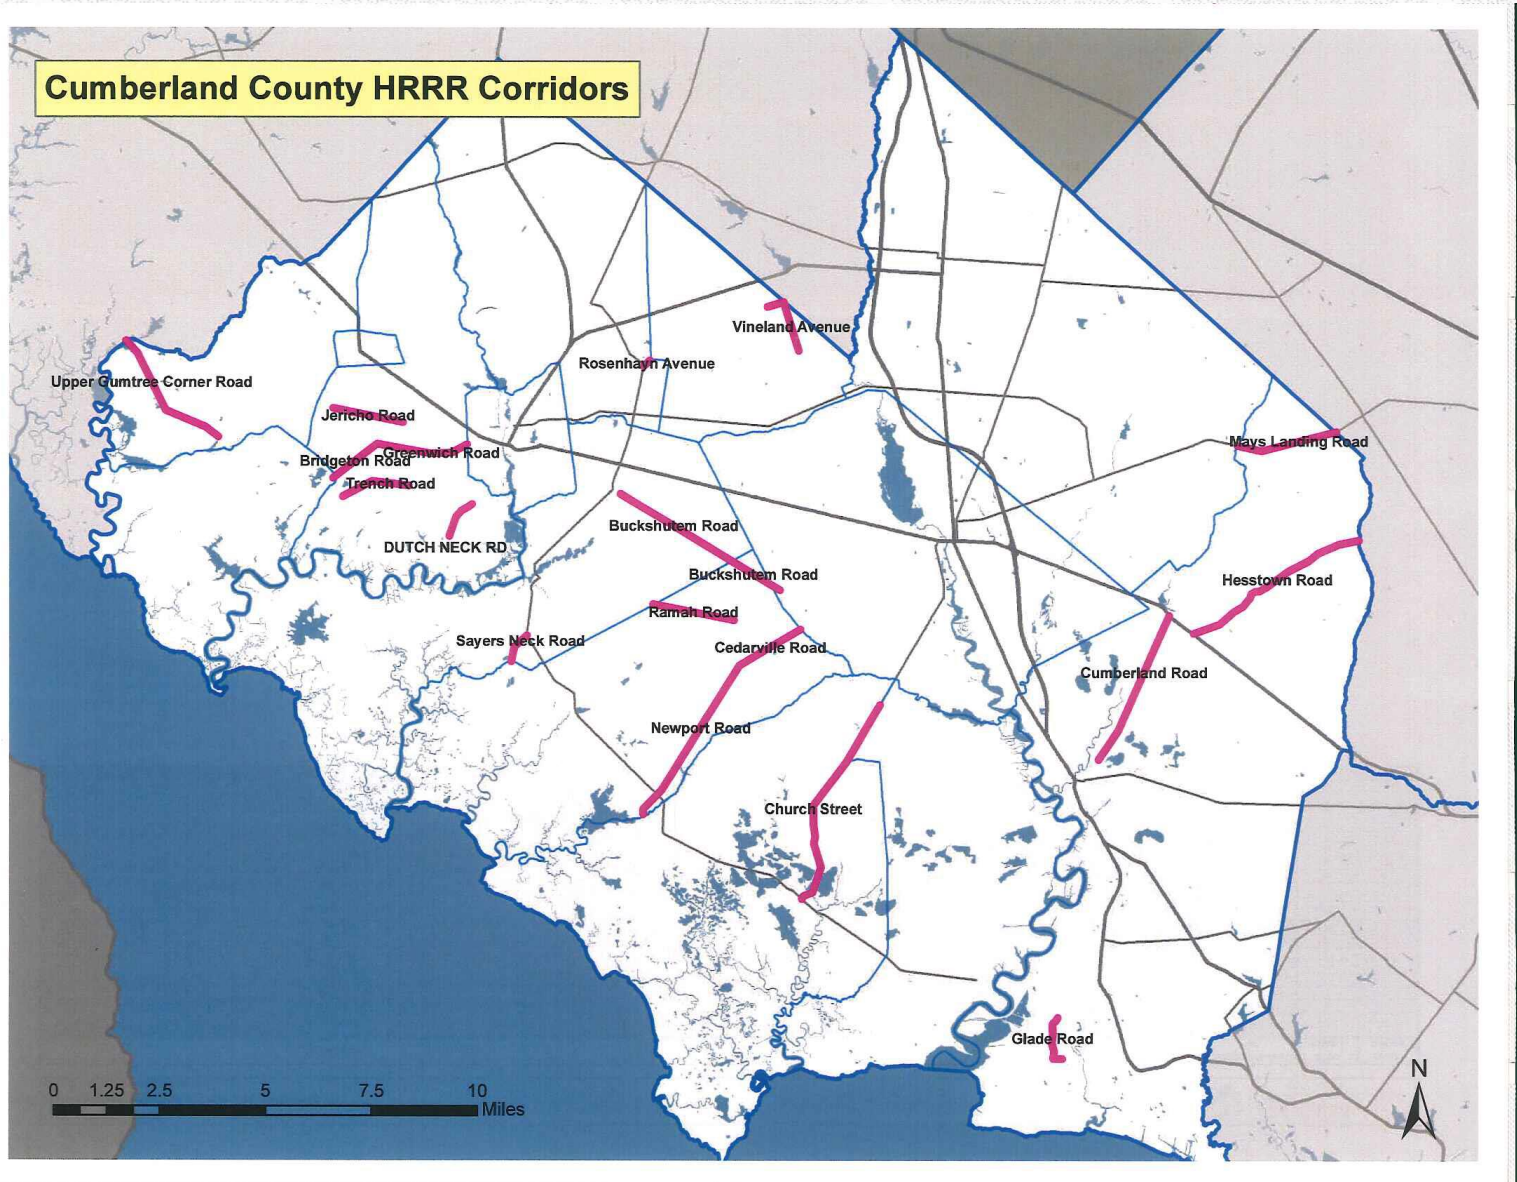 Cumberland County HRRR Corridors
Vineland Avenue
Rosenhayn Avenue
Upper Gumtree Corner Road
Jericho Road
Mays Landing Road
Greenwich Road
Bridgeton Road
Trench Road
Buckshutem Road
DUTCH NECK RD
Buckshutem Road
Hesstown Road
Ramah Road
Sayers Neck Road
Cedarville Road
Cumberland Road
Newport Road
Church Street
Glade Road
N
0 1.25 2.5 5 7.5 10
Miles